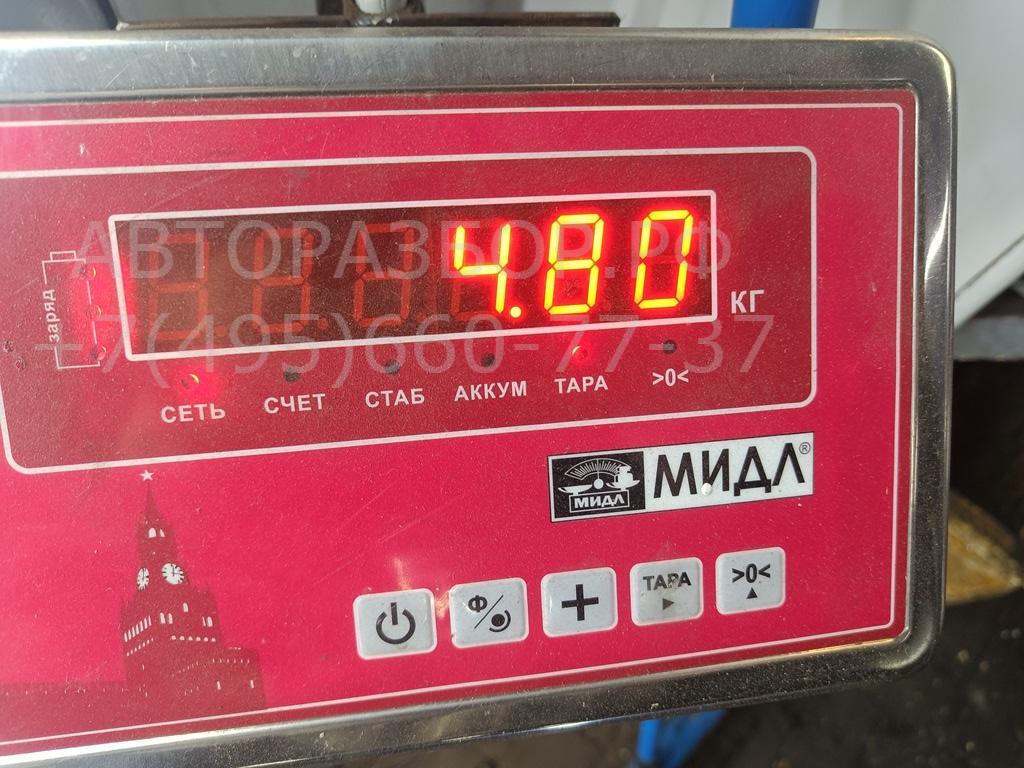 АВТОРАЗБОР.РФ
4.80
КГ
заряд
+7(495)660-77-37
СЕТЬ СЧЕТ СТАБ АККУМ ТАРА >0<
МИДЛ МИДЛ®
Ф + ТАРА >0<